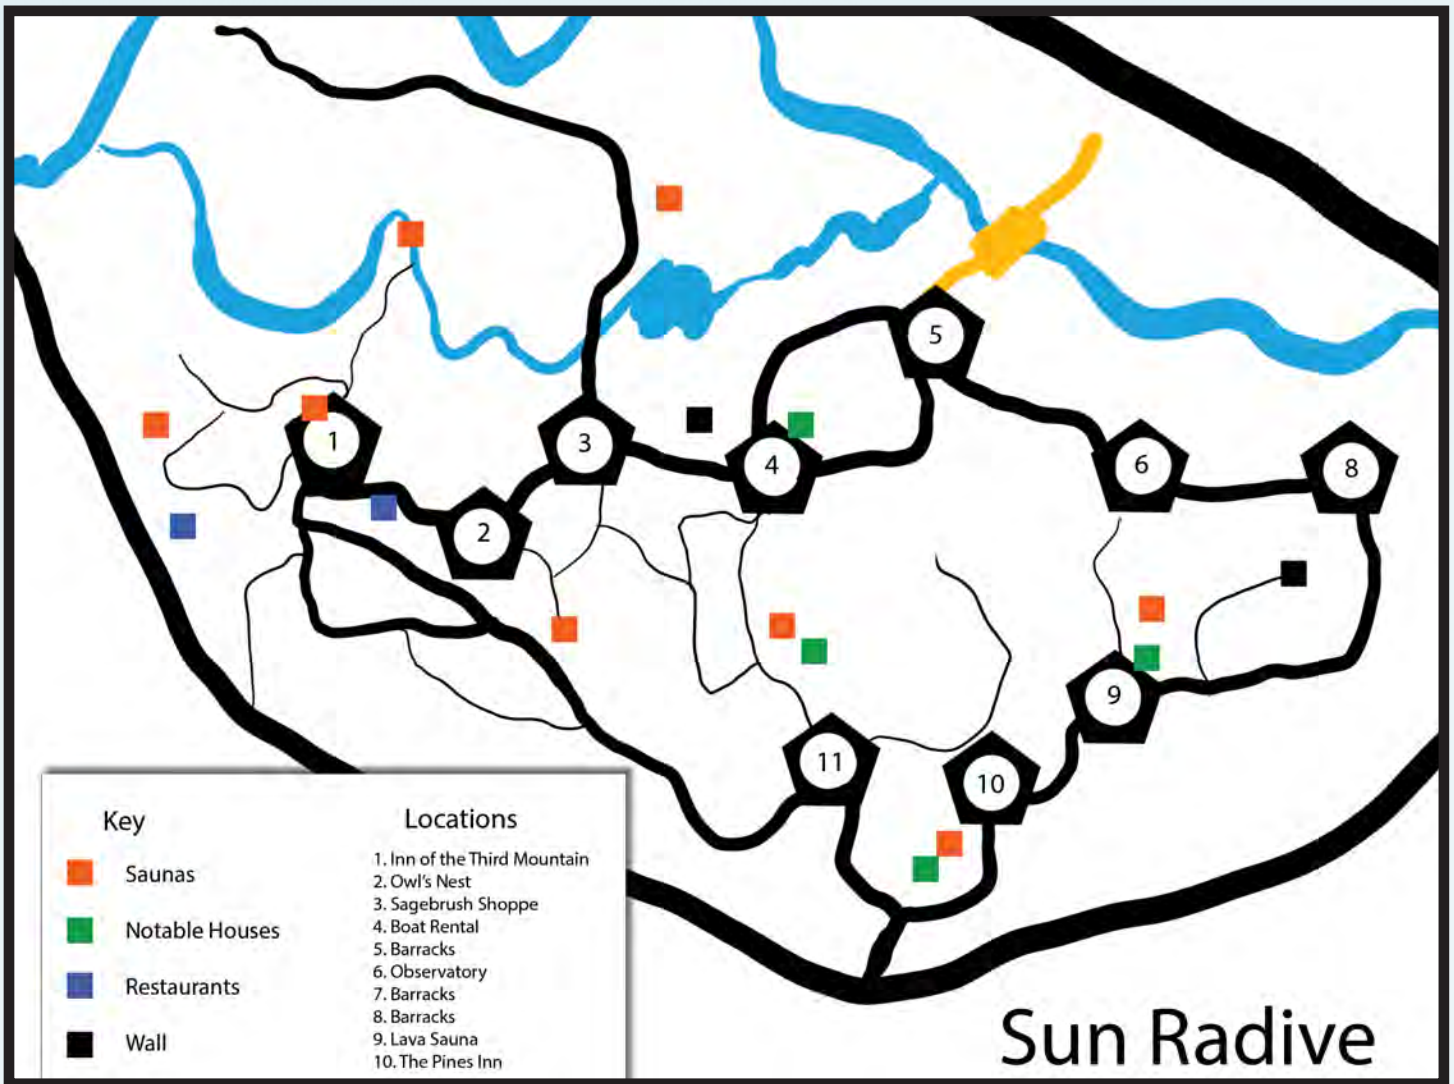 5
3
1
4
6
8
2
9
11
10
Key
Saunas
Notable Houses
Restaurants
Wall
Locations
1. Inn of the Third Mountain
2. Owl's Nest
3. Sagebrush Shoppe
4. Boat Rental
5. Barracks
6. Observatory
7. Barracks
8. Barracks
9. Lava Sauna
10. The Pines Inn
Sun Radive